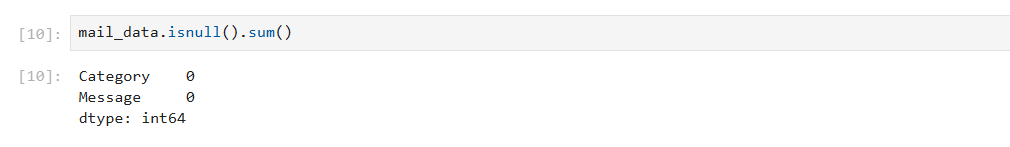 [10]: mail_data.isnull().sum()
[10]: Category    0
Message     0
dtype: int64